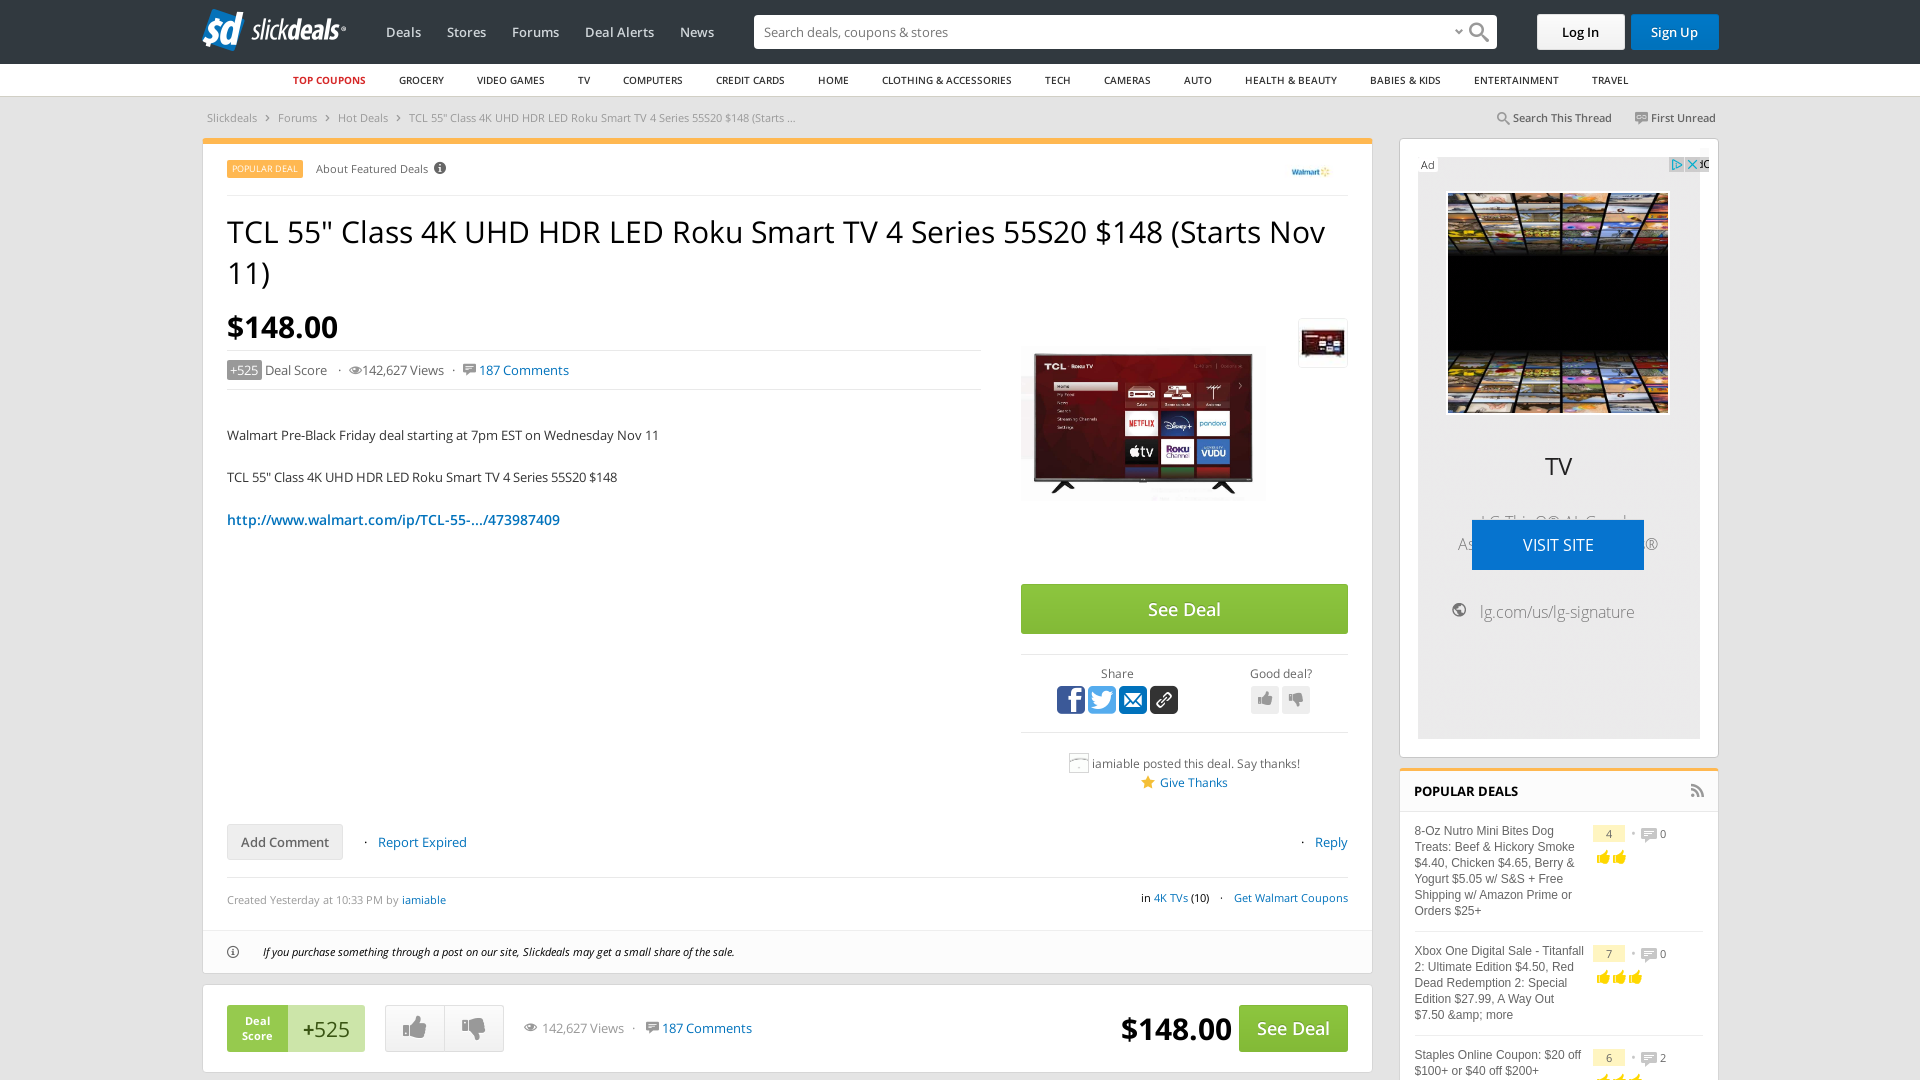 slickdeals
Deals
Stores
Forums
Deal Alerts
News
Search deals, coupons & stores
Log In
Sign Up
TOP COUPONS
GROCERY
VIDEO GAMES
TV
COMPUTERS
CREDIT CARDS
HOME
CLOTHING & ACCESSORIES
TECH
CAMERAS
AUTO
HEALTH & BEAUTY
BABIES & KIDS
ENTERTAINMENT
TRAVEL
Slickdeals › Forums › Hot Deals › TCL 55" Class 4K UHD HDR LED Roku Smart TV 4 Series 55S20 $148 (Starts ...
Search This Thread
First Unread
POPULAR DEAL
About Featured Deals
Walmart
TCL 55" Class 4K UHD HDR LED Roku Smart TV 4 Series 55S20 $148 (Starts Nov
11)
$148.00
+525 Deal Score · 142,627 Views · 187 Comments
Walmart Pre-Black Friday deal starting at 7pm EST on Wednesday Nov 11
TCL 55" Class 4K UHD HDR LED Roku Smart TV 4 Series 55S20 $148
http://www.walmart.com/ip/TCL-55-.../473987409
TCL Roku TV
Home
NETFLIX
Disney+
pandora
tv
Roku
Channel
VUDU
See Deal
Share
Good deal?
iamiable posted this deal. Say thanks!
Give Thanks
Add Comment
· Report Expired
· Reply
Created Yesterday at 10:33 PM by iamiable
in 4K TVs (10) · Get Walmart Coupons
If you purchase something through a post on our site, Slickdeals may get a small share of the sale.
Deal
Score
+525
142,627 Views · 187 Comments
$148.00
See Deal
Ad
TV
VISIT SITE
lg.com/us/lg-signature
POPULAR DEALS
8-Oz Nutro Mini Bites Dog
Treats: Beef & Hickory Smoke
$4.40, Chicken $4.65, Berry &
Yogurt $5.05 w/ S&S + Free
Shipping w/ Amazon Prime or
Orders $25+
4 • 0
Xbox One Digital Sale - Titanfall
2: Ultimate Edition $4.50, Red
Dead Redemption 2: Special
Edition $27.99, A Way Out
$7.50 &amp; more
7 • 0
Staples Online Coupon: $20 off
$100+ or $40 off $200+
6 • 2